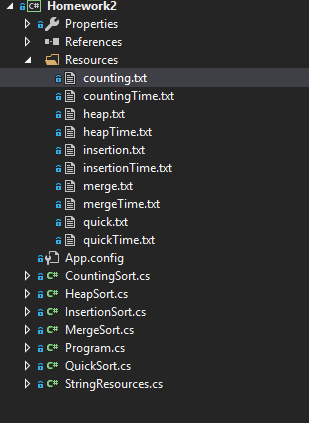 C# Homework2
Properties
References
Resources
counting.txt
countingTime.txt
heap.txt
heapTime.txt
insertion.txt
insertionTime.txt
merge.txt
mergeTime.txt
quick.txt
quickTime.txt
App.config
C# CountingSort.cs
C# HeapSort.cs
C# InsertionSort.cs
C# MergeSort.cs
C# Program.cs
C# QuickSort.cs
C# StringResources.cs